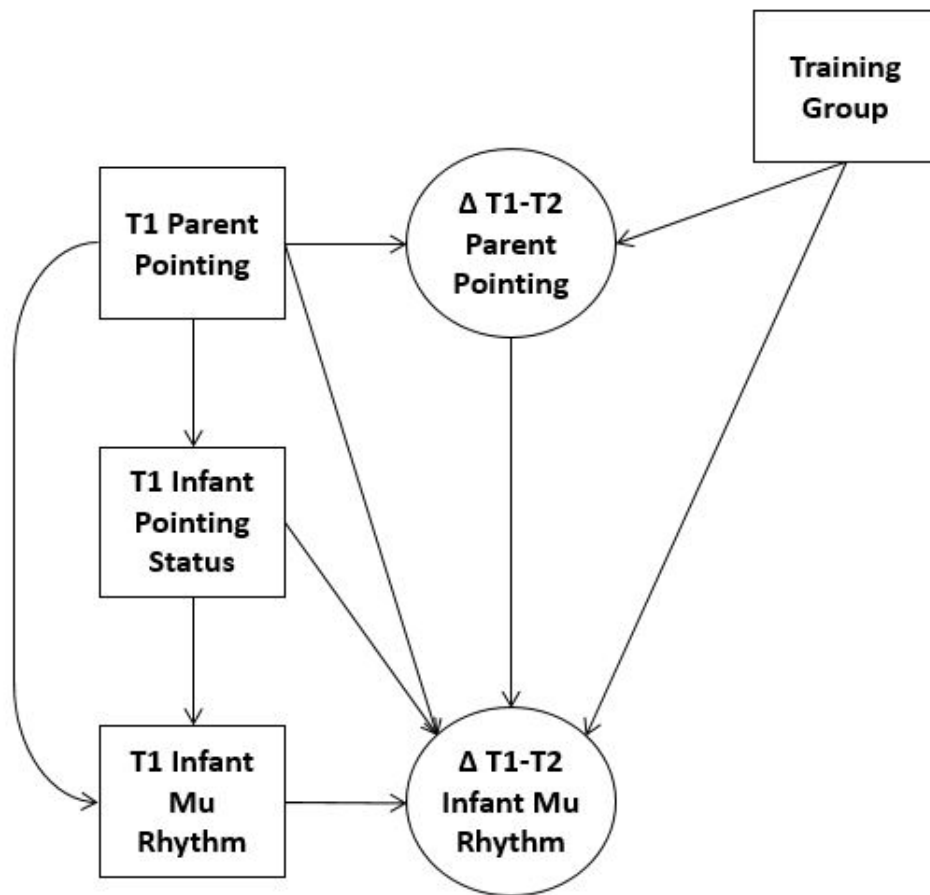 Training
Group
T1 Parent
Pointing
Δ T1-T2
Parent
Pointing
T1 Infant
Pointing
Status
T1 Infant
Mu
Rhythm
Δ T1-T2
Infant Mu
Rhythm